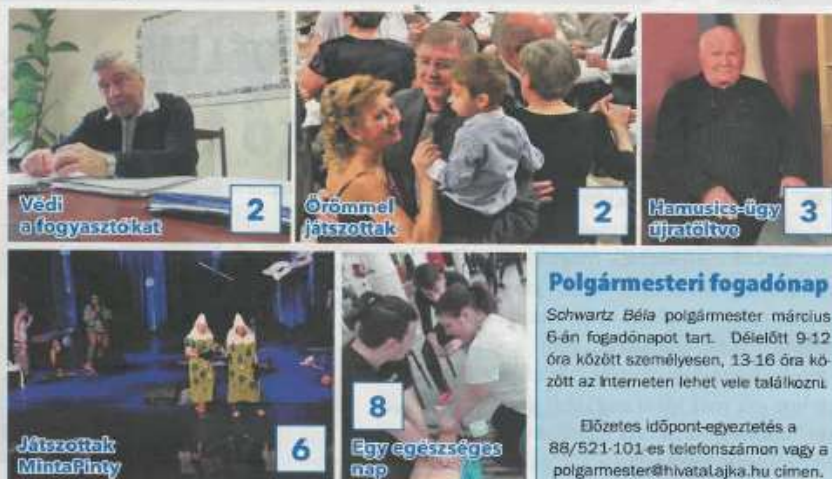 Védi
a fogyasztókat
2
Örömmel
játszottak
2
Hamusics-ügy
újratöltve
3
Játszottak
MintaPinty
6
8
Egy egészséges
nap
Polgármesteri fogadónap
Schwartz Béla polgármester március
6-án fogadónapot tart. Délelőtt 9-12
óra között személyesen, 13-16 óra kö-
zött az Interneten lehet vele találkozni.
Előzetes időpont-egyeztetés a
88/521-101-es telefonszámon vagy a
polgarmester@hivatal.ajka.hu címen.